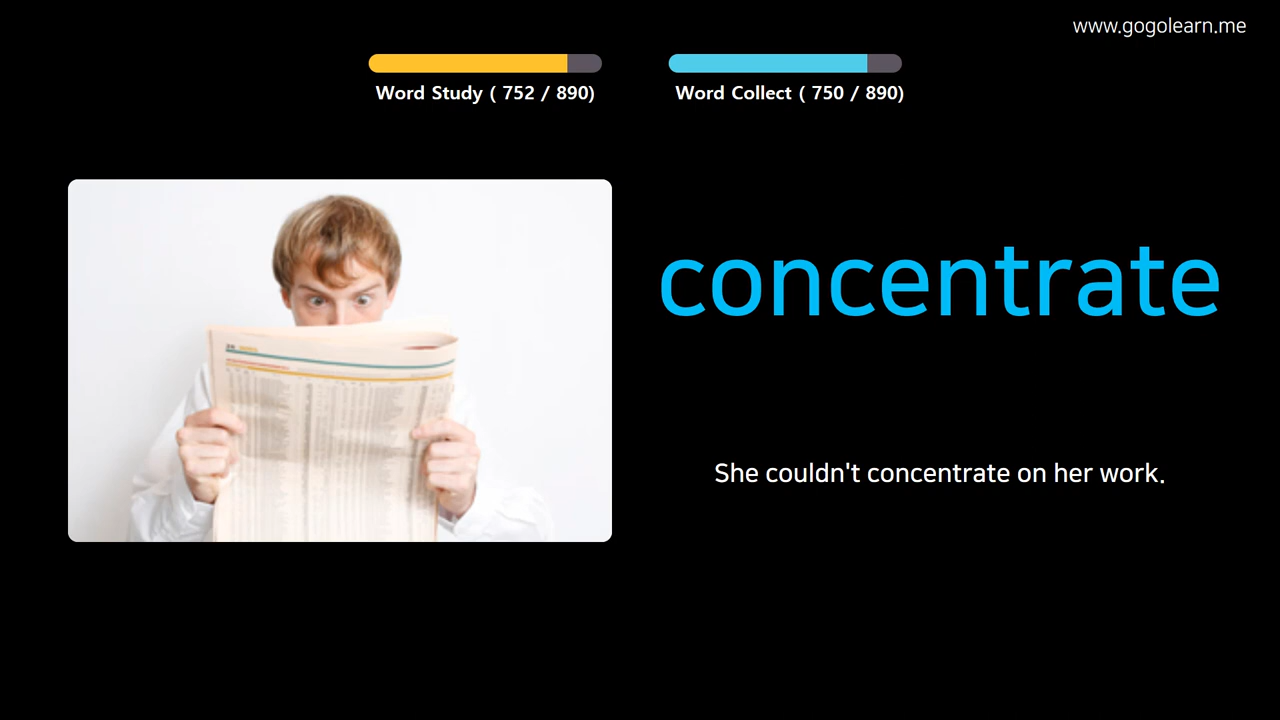 www.gogolearn.me
Word Study ( 752 / 890)
Word Collect ( 750 / 890)
concentrate
She couldn't concentrate on her work.